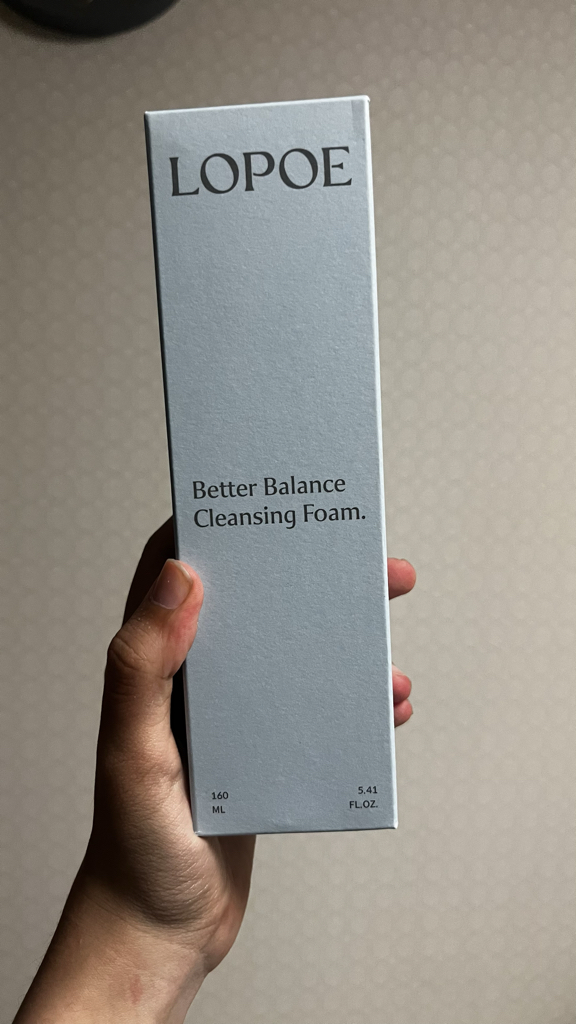 LOPOE
Better Balance
Cleansing Foam.
160
ML
5.41
FL.OZ.